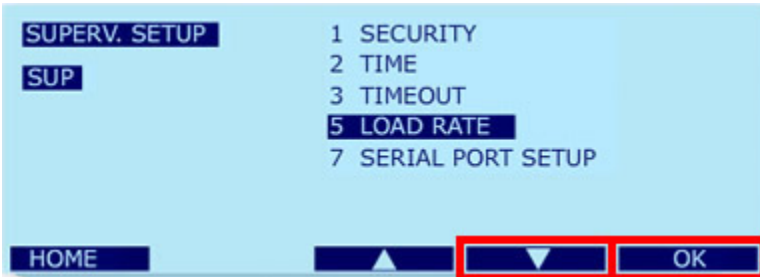 SUPERV. SETUP
SUP
1 SECURITY
2 TIME
3 TIMEOUT
5 LOAD RATE
7 SERIAL PORT SETUP
HOME ▲ ▼ OK